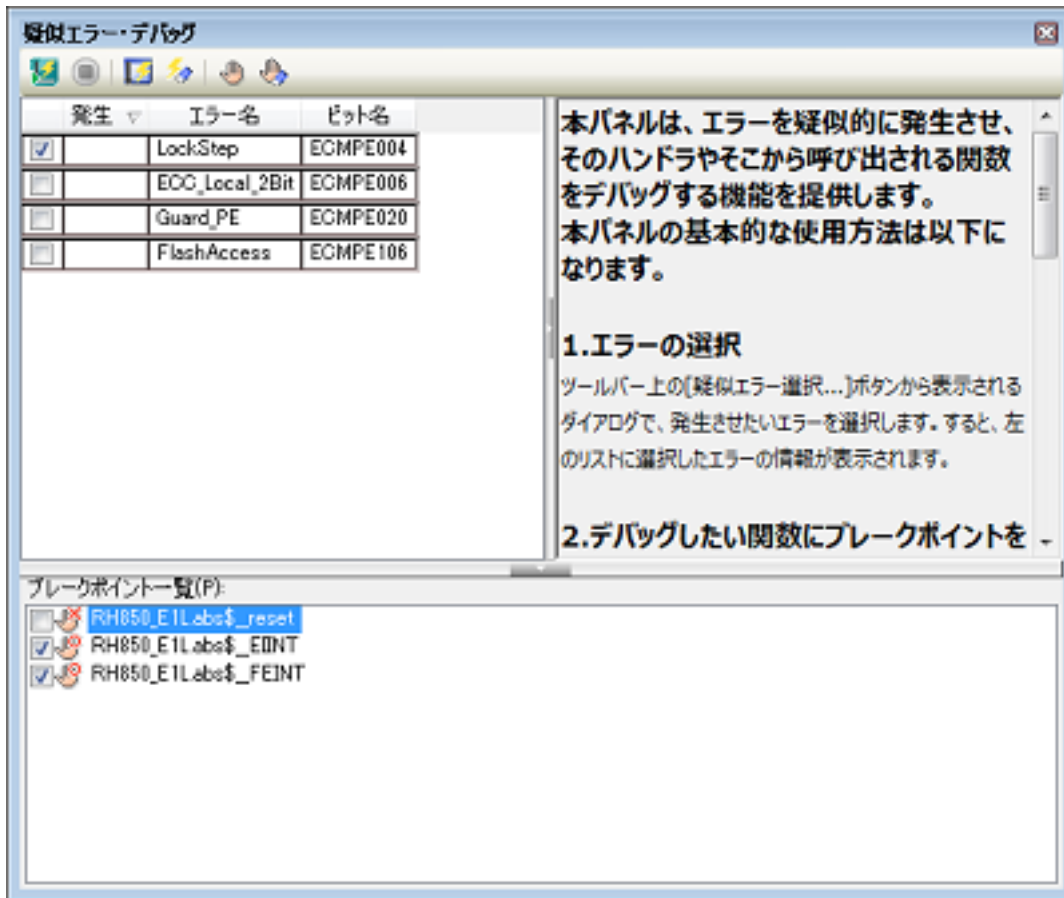 疑似エラー・デバッグ
発生 エラー名 ビット名
LockStep ECMPE004
ECC_Local_2Bit ECMPE006
Guard_PE ECMPE020
FlashAccess ECMPE106
本パネルは、エラーを疑似的に発生させ、
そのハンドラやそこから呼び出される関数
をデバッグする機能を提供します。
本パネルの基本的な使用方法は以下に
なります。
1.エラーの選択
ツールバー上の[疑似エラー選択...]ボタンから表示される
ダイアログで、発生させたいエラーを選択します。すると、左
のリストに選択したエラーの情報が表示されます。
2.デバッグしたい関数にブレークポイントを
ブレークポイント一覧(P):
RH850_E1L.abs$_reset
RH850_E1L.abs$_EIINT
RH850_E1L.abs$_FEINT